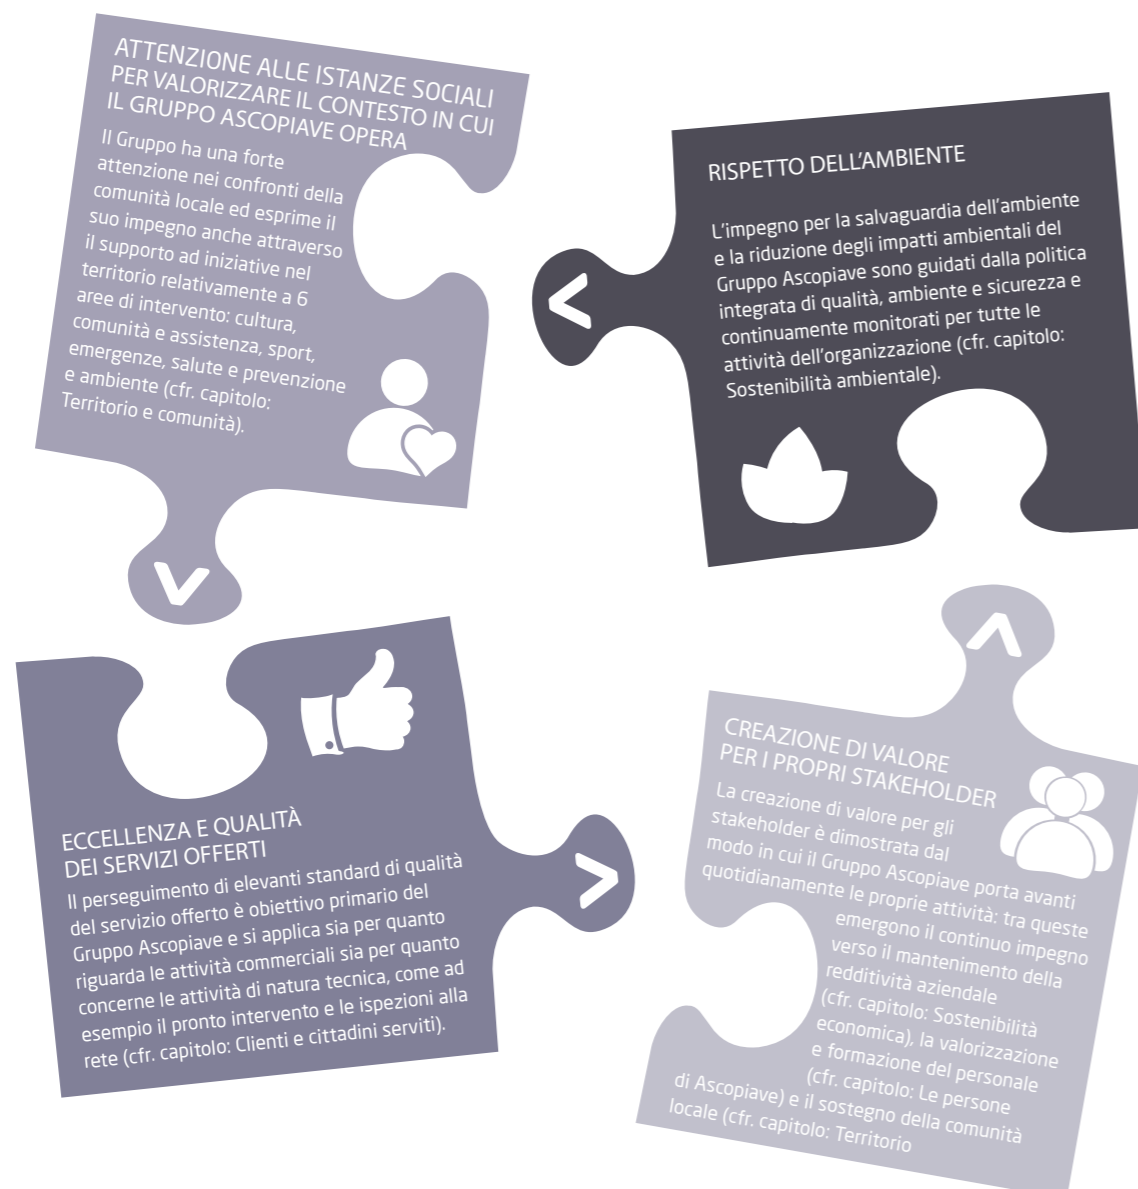 ATTENZIONE ALLE ISTANZE SOCIALI
PER VALORIZZARE IL CONTESTO IN CUI
IL GRUPPO ASCOPIAVE OPERA
Il Gruppo ha una forte
attenzione nei confronti della
comunità locale ed esprime il
suo impegno anche attraverso
il supporto ad iniziative nel
territorio relativamente a 6
aree di intervento: cultura,
comunità e assistenza, sport,
emergenze, salute e prevenzione
e ambiente (cfr. capitolo:
Territorio e comunità).
RISPETTO DELL'AMBIENTE
L'impegno per la salvaguardia dell'ambiente
e la riduzione degli impatti ambientali del
Gruppo Ascopiave sono guidati dalla politica
integrata di qualità, ambiente e sicurezza e
continuamente monitorati per tutte le
attività dell'organizzazione (cfr. capitolo:
Sostenibilità ambientale).
ECCELLENZA E QUALITÀ
DEI SERVIZI OFFERTI
Il perseguimento di elevanti standard di qualità
del servizio offerto è obiettivo primario del
Gruppo Ascopiave e si applica sia per quanto
riguarda le attività commerciali sia per quanto
concerne le attività di natura tecnica, come ad
esempio il pronto intervento e le ispezioni alla
rete (cfr. capitolo: Clienti e cittadini serviti).
CREAZIONE DI VALORE
PER I PROPRI STAKEHOLDER
La creazione di valore per gli
stakeholder è dimostrata dal
modo in cui il Gruppo Ascopiave porta avanti
quotidianamente le proprie attività: tra queste
emergono il continuo impegno
verso il mantenimento della
redditività aziendale
(cfr. capitolo: Sostenibilità
economica), la valorizzazione
e formazione del personale
(cfr. capitolo: Le persone
di Ascopiave) e il sostegno della comunità
locale (cfr. capitolo: Territorio